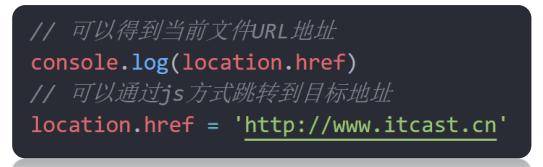 // 可以得到当前文件URL地址
console.log(location.href)
// 可以通过js方式跳转到目标地址
location.href = 'http://www.itcast.cn'